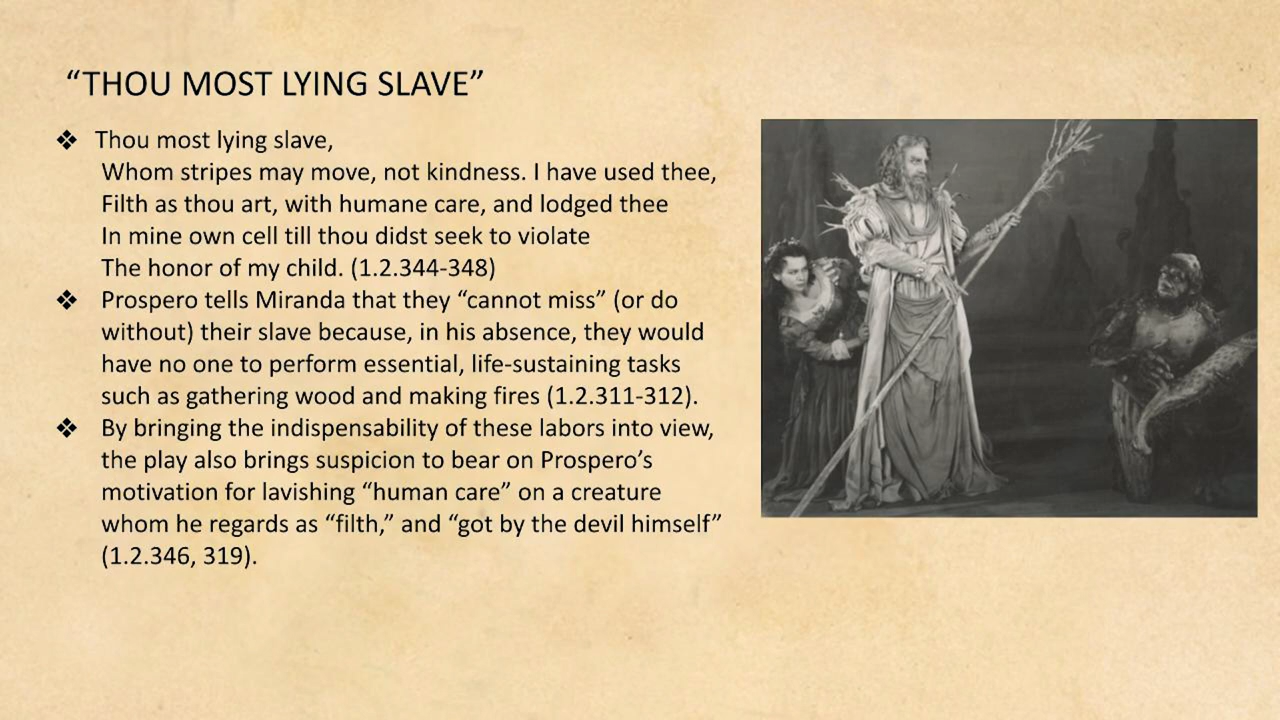 “THOU MOST LYING SLAVE”
❖ Thou most lying slave,
Whom stripes may move, not kindness. I have used thee,
Filth as thou art, with humane care, and lodged thee
In mine own cell till thou didst seek to violate
The honor of my child. (1.2.344-348)
❖ Prospero tells Miranda that they “cannot miss” (or do
without) their slave because, in his absence, they would
have no one to perform essential, life-sustaining tasks
such as gathering wood and making fires (1.2.311-312).
❖ By bringing the indispensability of these labors into view,
the play also brings suspicion to bear on Prospero’s
motivation for lavishing “human care” on a creature
whom he regards as “filth,” and “got by the devil himself”
(1.2.346, 319).